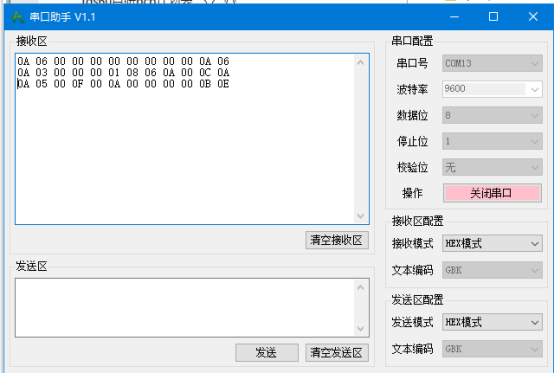 串口助手 V1.1
接收区
0A 06 00 00 00 00 00 00 00 00 0A 06
0A 03 00 00 00 01 08 06 0A 00 0C 0A
0A 05 00 0F 00 0A 00 00 00 00 0B 0E
清空接收区
发送区
发送
清空发送区
串口配置
串口号 COM13
波特率 9600
数据位 8
停止位 1
校验位 无
操作 关闭串口
接收区配置
接收模式 HEX模式
文本编码 GBK
发送区配置
发送模式 HEX模式
文本编码 GBK